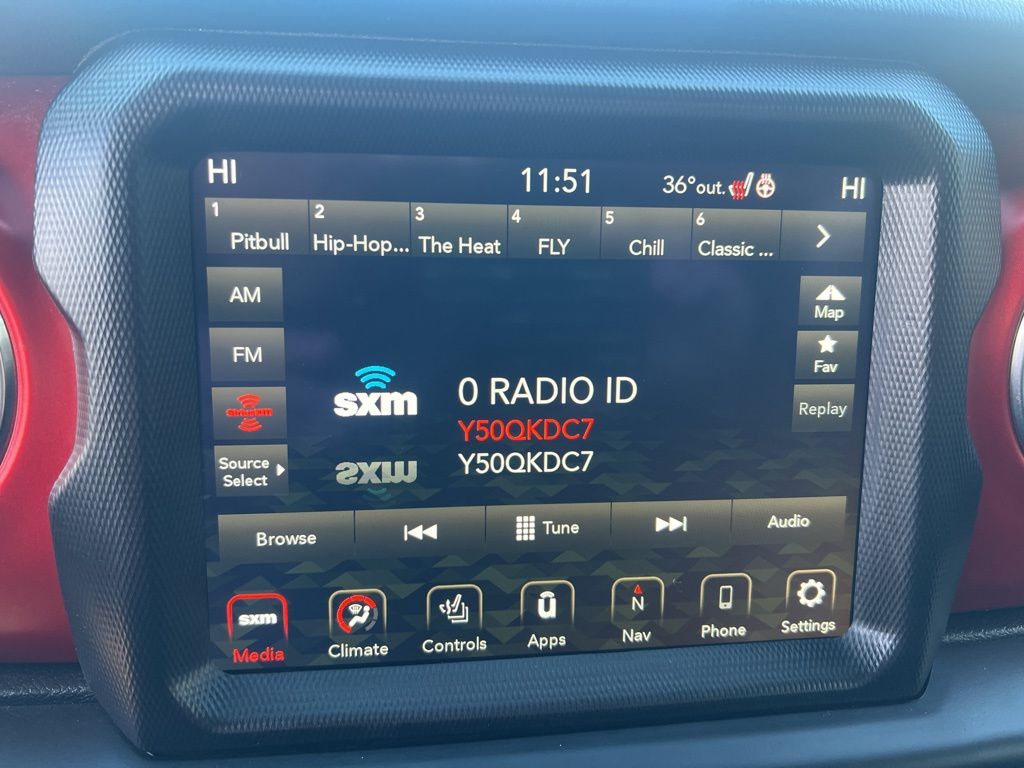 HI
11:51
36°out.
HI
1
Pitbull
2
Hip-Hop...
3
The Heat
4
FLY
5
Chill
6
Classic ...
AM
FM
SiriusXM
Source
Select
sxm
0 RADIO ID
Y50QKDC7
Y50QKDC7
Map
Fav
Replay
Browse
Tune
Audio
sxm
Media
Climate
Controls
Apps
N
Nav
Phone
Settings